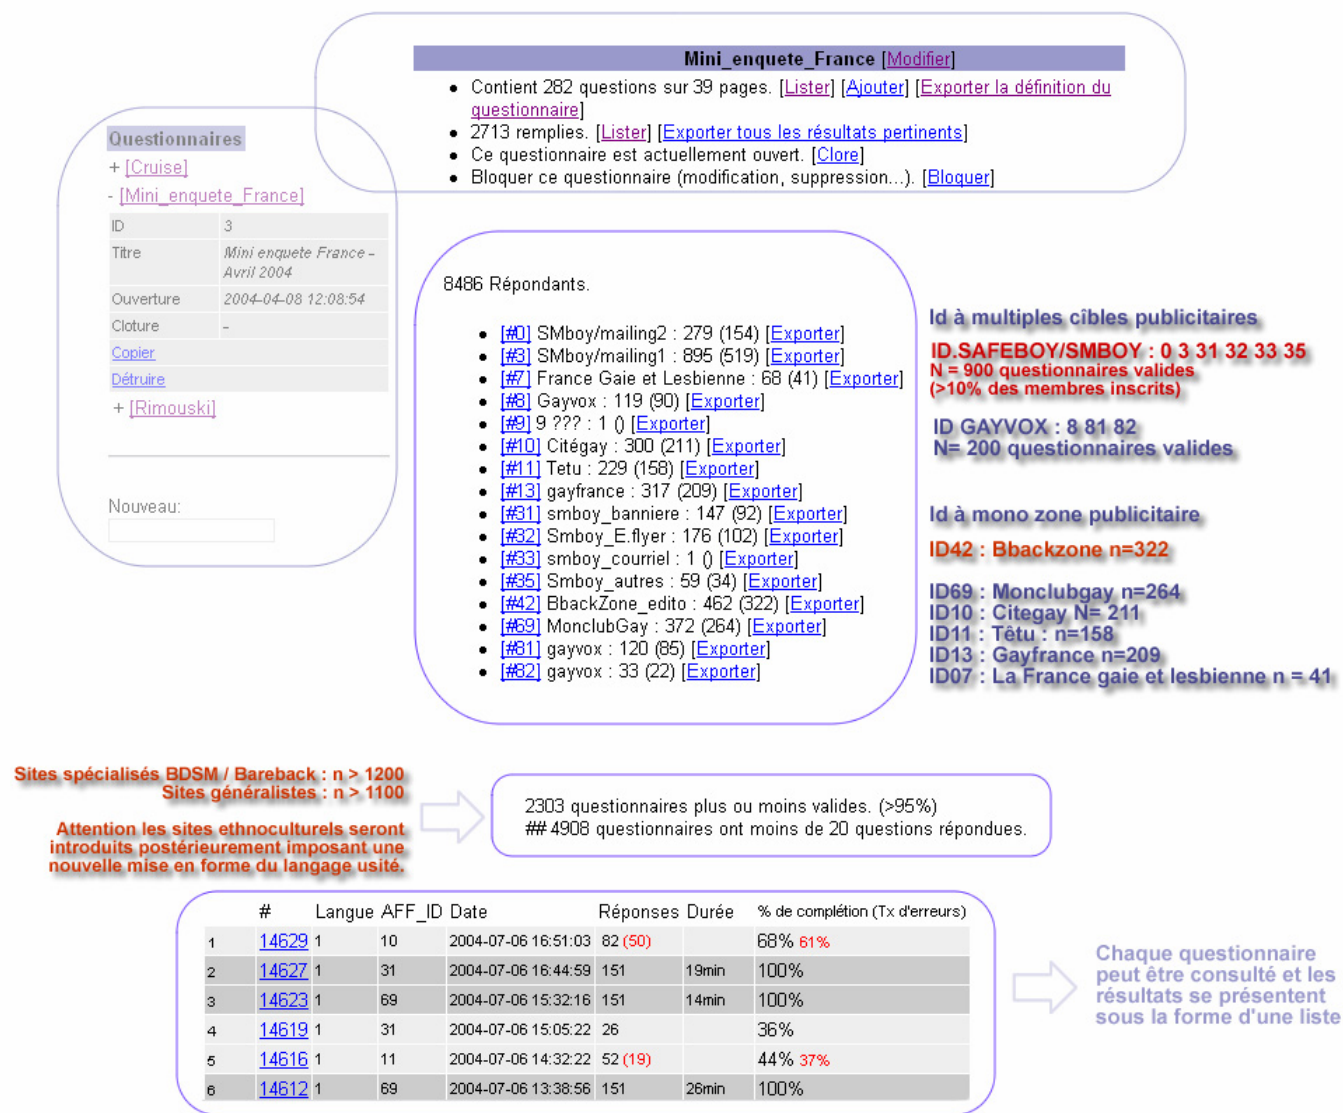 Mini_enquete_France [Modifier]
• Contient 282 questions sur 39 pages. [Lister] [Ajouter] [Exporter la définition du
questionnaire]
• 2713 remplies. [Lister] [Exporter tous les résultats pertinents]
• Ce questionnaire est actuellement ouvert. [Clore]
• Bloquer ce questionnaire (modification, suppression...). [Bloquer]
Questionnaires
+ [Cruise]
- [Mini_enquete_France]
ID 3
Titre Mini enquete France –
Avril 2004
Ouverture 2004-04-08 12:08:54
Cloture –
Copier
Détruire
+ [Rimouski]
Nouveau:
8486 Répondants.
• [#0] SMboy/mailing2 : 279 (154) [Exporter]
• [#3] SMboy/mailing1 : 895 (519) [Exporter]
• [#7] France Gaie et Lesbienne : 68 (41) [Exporter]
• [#8] Gayvox : 119 (90) [Exporter]
• [#9] 9 ??? : 1 () [Exporter]
• [#10] Citégay : 300 (211) [Exporter]
• [#11] Tetu : 229 (158) [Exporter]
• [#13] gayfrance : 317 (209) [Exporter]
• [#31] smboy_banniere : 147 (92) [Exporter]
• [#32] Smboy_E.flyer : 176 (102) [Exporter]
• [#33] smboy_courriel : 1 () [Exporter]
• [#35] Smboy_autres : 59 (34) [Exporter]
• [#42] BbackZone_edito : 462 (322) [Exporter]
• [#69] MonclubGay : 372 (264) [Exporter]
• [#81] gayvox : 120 (85) [Exporter]
• [#82] gayvox : 33 (22) [Exporter]
Id à multiples cîbles publicitaires
ID.SAFEBOY/SMBOY : 0 3 31 32 33 35
N = 900 questionnaires valides
(>10% des membres inscrits)
ID GAYVOX : 8 81 82
N= 200 questionnaires valides
Id à mono zone publicitaire
ID42 : Bbackzone n=322
ID69 : Monclubgay n=264
ID10 : Citegay N= 211
ID11 : Têtu : n=158
ID13 : Gayfrance n=209
ID07 : La France gaie et lesbienne n = 41
Sites spécialisés BDSM / Bareback : n > 1200
Sites généralistes : n > 1100
Attention les sites ethnoculturels seront
introduits postérieurement imposant une
nouvelle mise en forme du langage usité.
2303 questionnaires plus ou moins valides. (>95%)
## 4908 questionnaires ont moins de 20 questions répondues.
# Langue AFF_ID Date Réponses Durée % de complétion (Tx d'erreurs)
1 14629 1 10 2004-07-06 16:51:03 82 (50) 68% 61%
2 14627 1 31 2004-07-06 16:44:59 151 19min 100%
3 14623 1 69 2004-07-06 15:32:16 151 14min 100%
4 14619 1 31 2004-07-06 15:05:22 26 36%
5 14616 1 11 2004-07-06 14:32:22 52 (19) 44% 37%
6 14612 1 69 2004-07-06 13:38:56 151 26min 100%
Chaque questionnaire
peut être consulté et les
résultats se présentent
sous la forme d'une liste